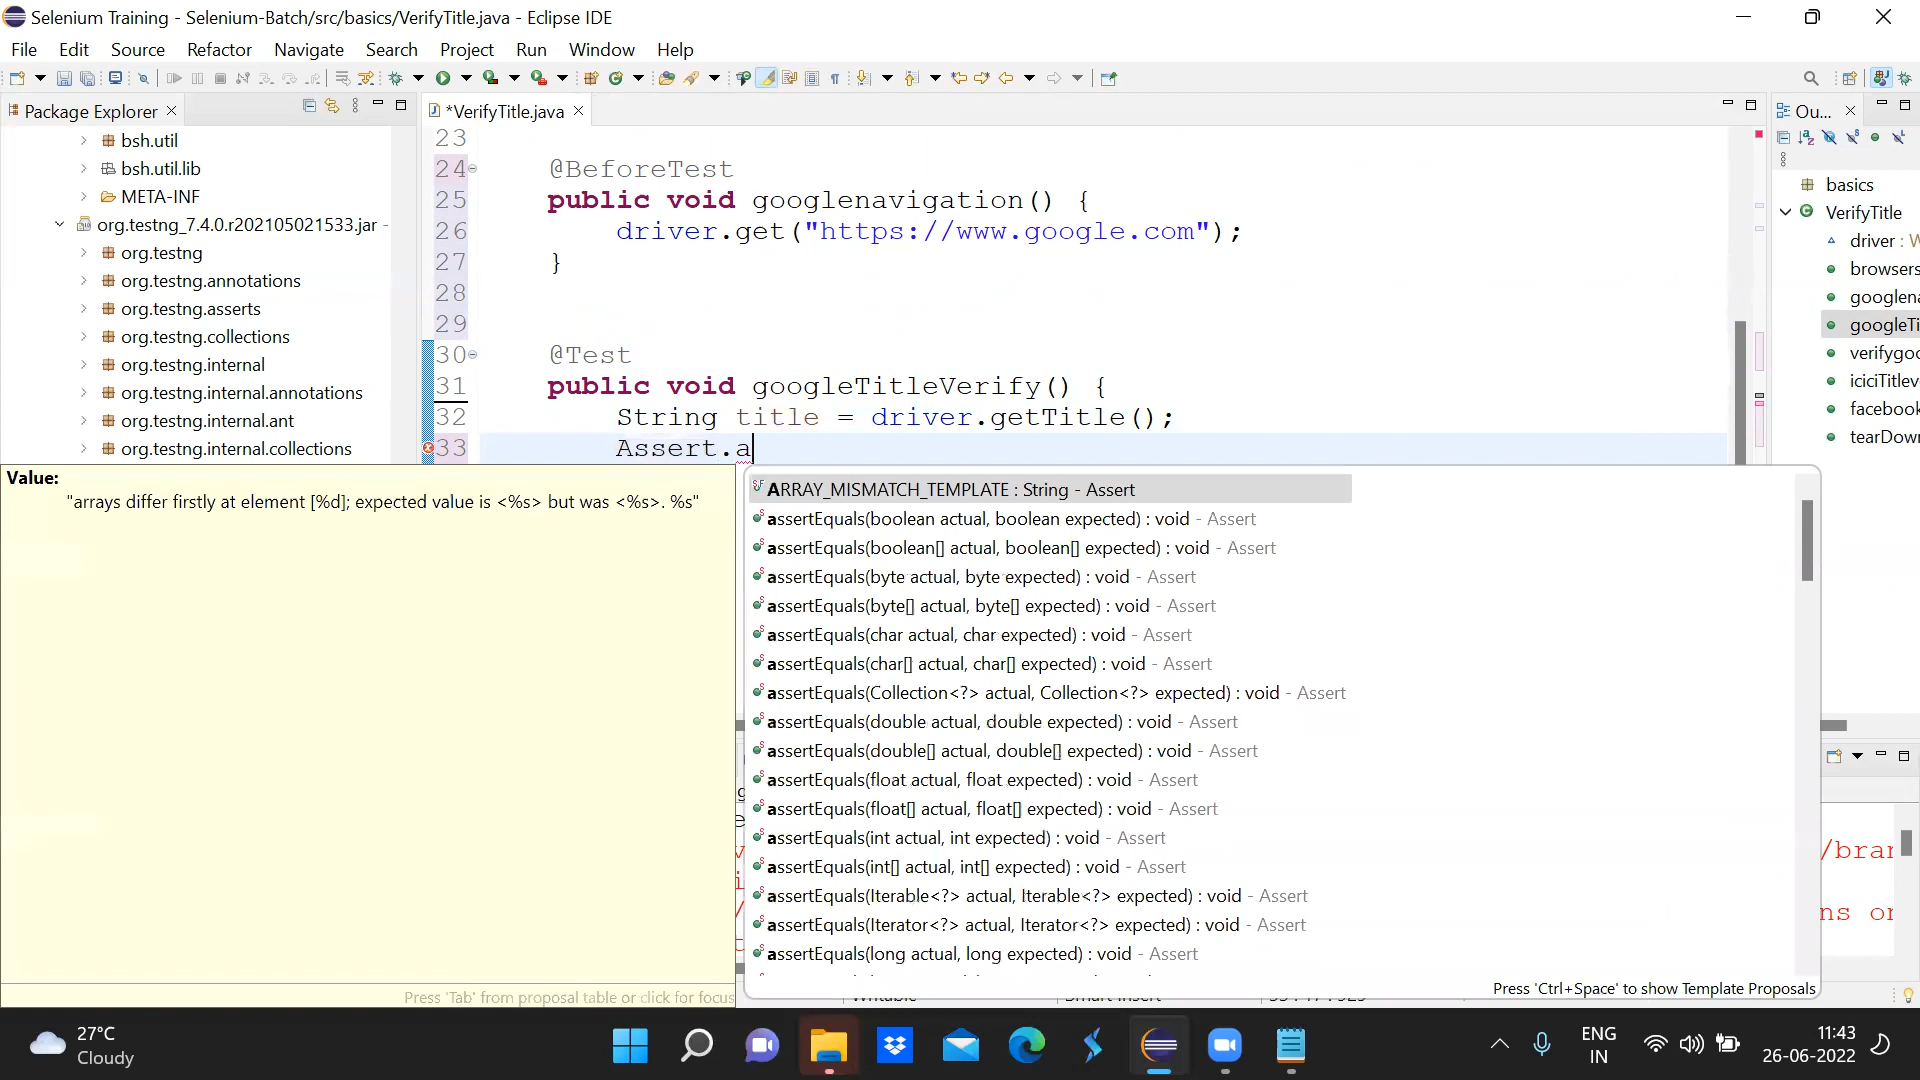 Selenium Training - Selenium-Batch/src/basics/VerifyTitle.java - Eclipse IDE
File Edit Source Refactor Navigate Search Project Run Window Help
Package Explorer
*VerifyTitle.java
Ou...
bsh.util
bsh.util.lib
META-INF
org.testng_7.4.0.r202105021533.jar -
org.testng
org.testng.annotations
org.testng.asserts
org.testng.collections
org.testng.internal
org.testng.internal.annotations
org.testng.internal.ant
org.testng.internal.collections
23
24 @BeforeTest
25 public void googlenavigation() {
26 driver.get("https://www.google.com");
27 }
28
29
30 @Test
31 public void googleTitleVerify() {
32 String title = driver.getTitle();
33 Assert.a
basics
VerifyTitle
driver : W
browsers
googlena
googleTi
verifygoo
iciciTitlev
facebook
tearDown
Value:
"arrays differ firstly at element [%d]; expected value is <%s> but was <%s>. %s"
Press 'Tab' from proposal table or click for focus
ARRAY_MISMATCH_TEMPLATE : String - Assert
assertEquals(boolean actual, boolean expected) : void - Assert
assertEquals(boolean[] actual, boolean[] expected) : void - Assert
assertEquals(byte actual, byte expected) : void - Assert
assertEquals(byte[] actual, byte[] expected) : void - Assert
assertEquals(char actual, char expected) : void - Assert
assertEquals(char[] actual, char[] expected) : void - Assert
assertEquals(Collection<?> actual, Collection<?> expected) : void - Assert
assertEquals(double actual, double expected) : void - Assert
assertEquals(double[] actual, double[] expected) : void - Assert
assertEquals(float actual, float expected) : void - Assert
assertEquals(float[] actual, float[] expected) : void - Assert
assertEquals(int actual, int expected) : void - Assert
assertEquals(int[] actual, int[] expected) : void - Assert
assertEquals(Iterable<?> actual, Iterable<?> expected) : void - Assert
assertEquals(Iterator<?> actual, Iterator<?> expected) : void - Assert
assertEquals(long actual, long expected) : void - Assert
Press 'Ctrl+Space' to show Template Proposals
/bran
ns or
27°C
Cloudy
ENG
IN
11:43
26-06-2022